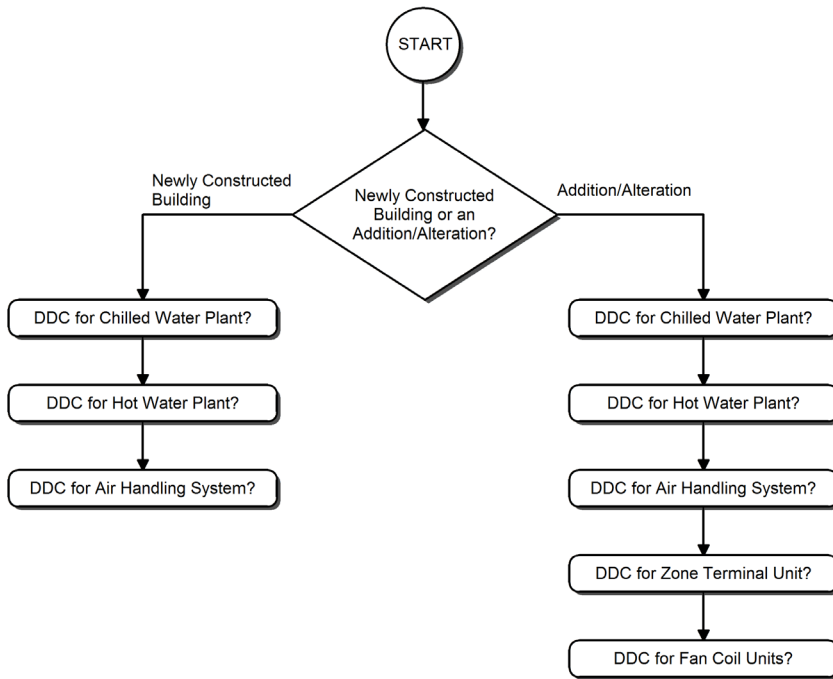 START
Newly Constructed
Building
Newly Constructed
Building or an
Addition/Alteration?
Addition/Alteration
DDC for Chilled Water Plant?
DDC for Hot Water Plant?
DDC for Air Handling System?
DDC for Chilled Water Plant?
DDC for Hot Water Plant?
DDC for Air Handling System?
DDC for Zone Terminal Unit?
DDC for Fan Coil Units?